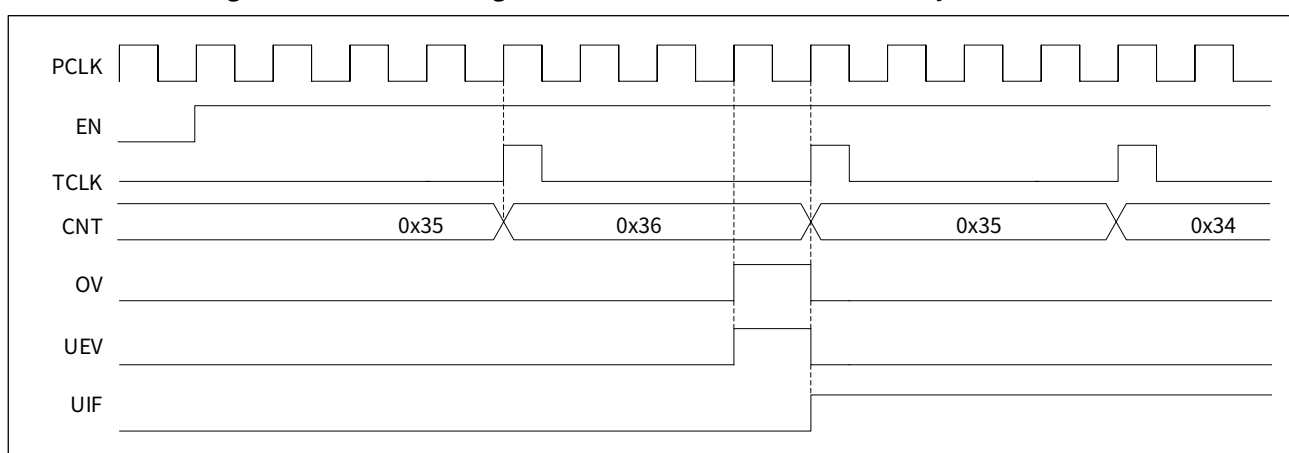 PCLK
EN
TCLK
CNT 0x35 0x36 0x35 0x34
OV
UEV
UIF